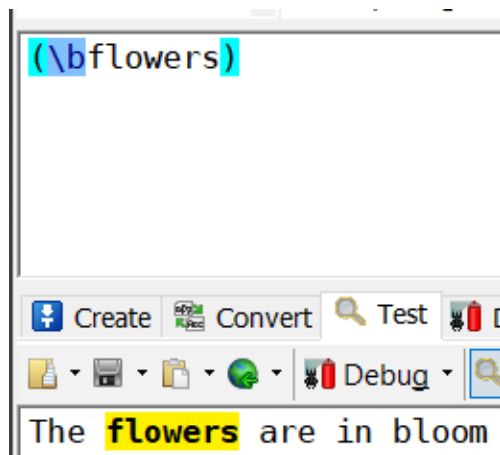 (\bflowers)
Create Convert Test
Debug
The flowers are in bloom